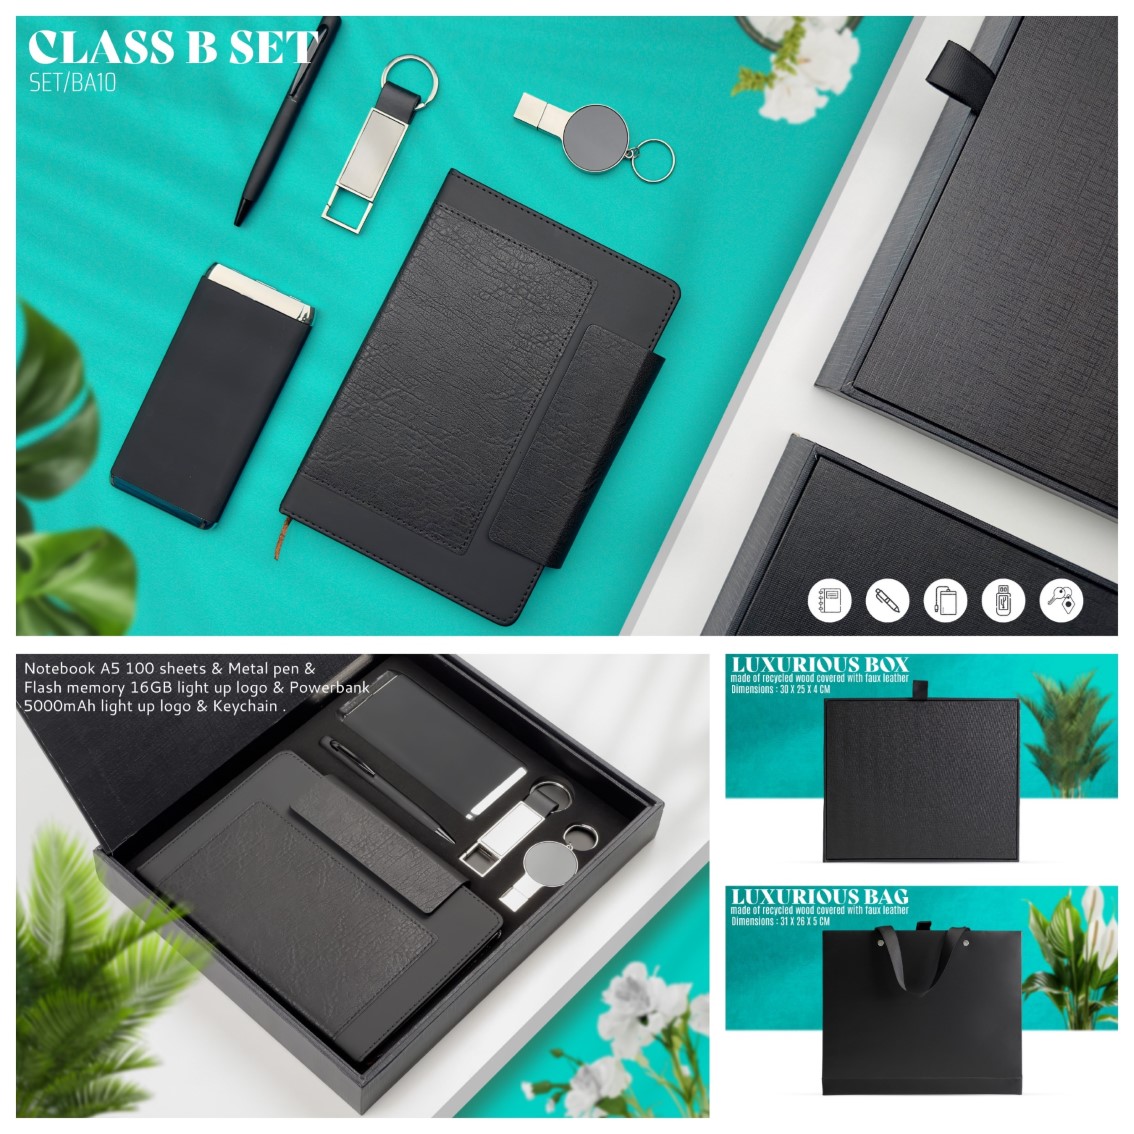 CLASS B SET
SET/BA10
Notebook A5 100 sheets & Metal pen &
Flash memory 16GB light up logo & Powerbank
5000mAh light up logo & Keychain .
LUXURIOUS BOX
made of recycled wood covered with faux leather
Dimensions : 30 X 25 X 4 CM
LUXURIOUS BAG
made of recycled wood covered with faux leather
Dimensions : 31 X 26 X 5 CM